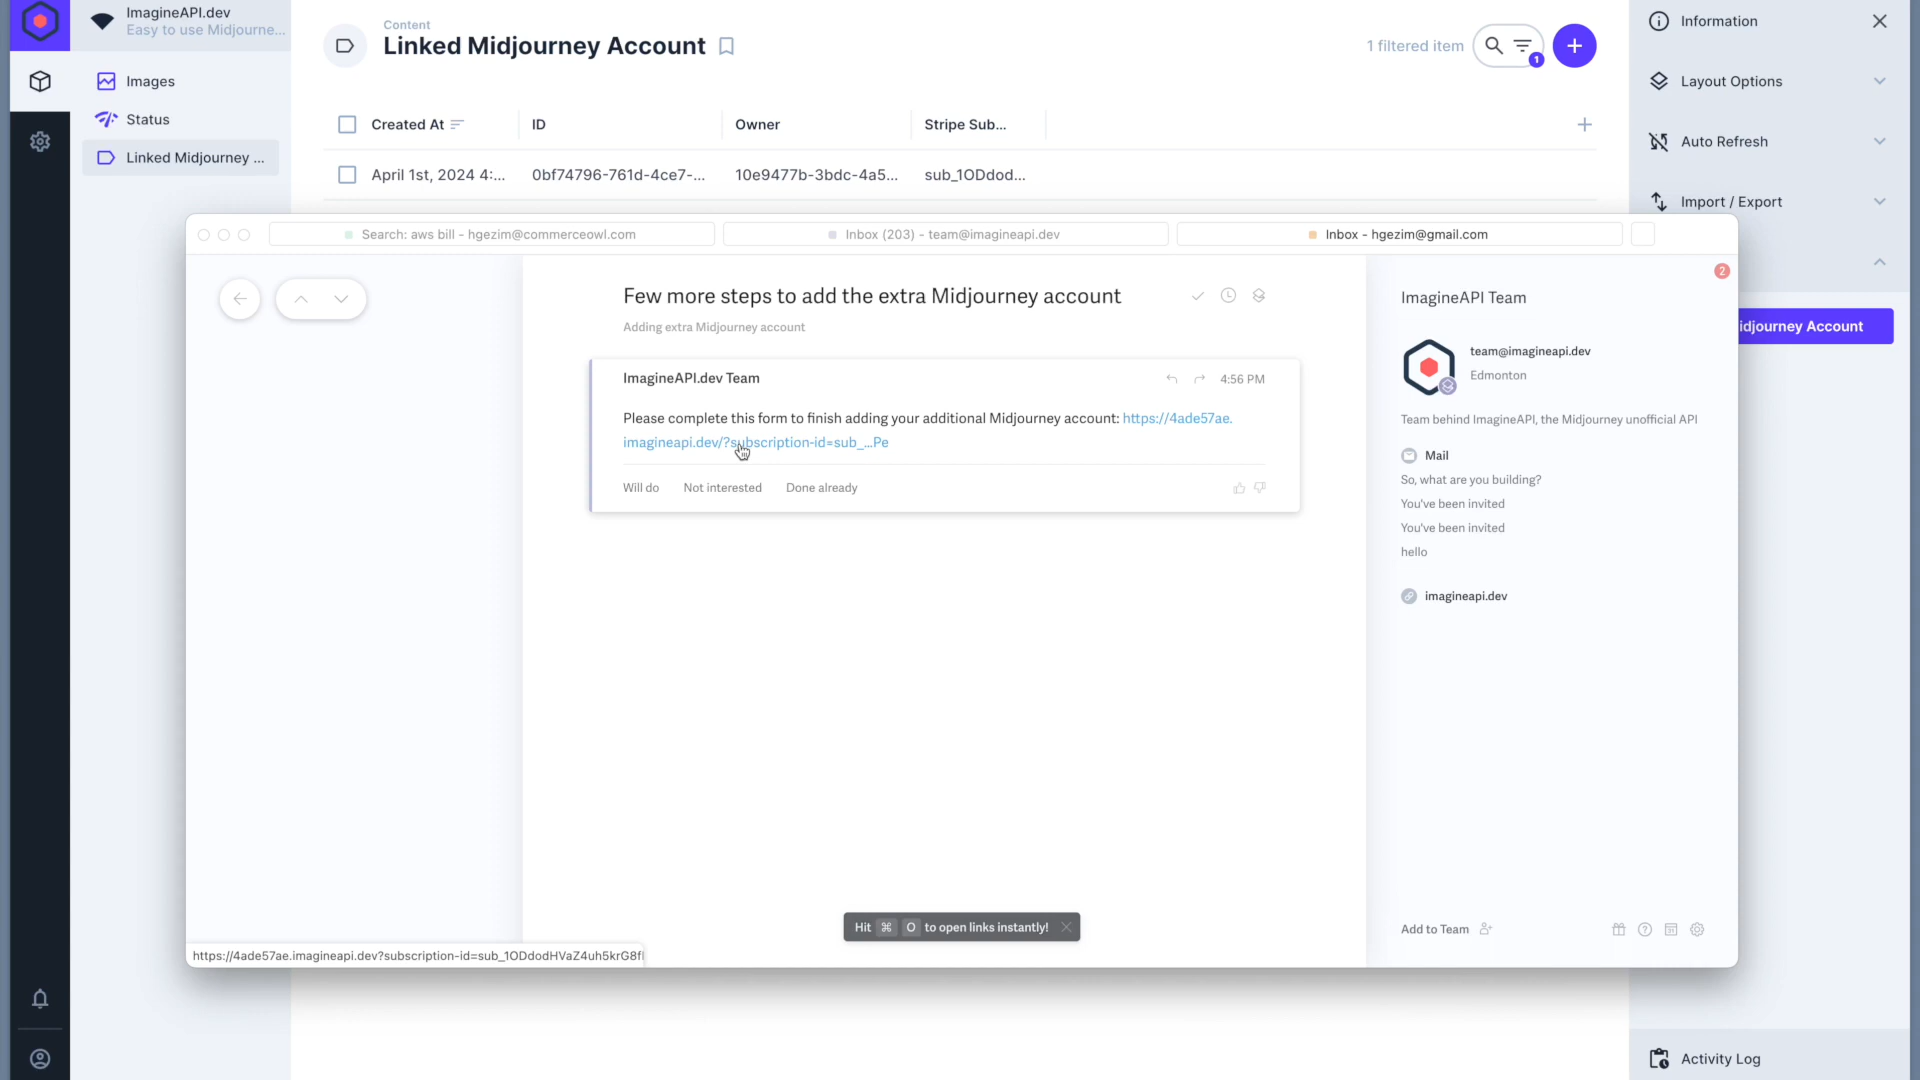 ImagineAPI.dev
Easy to use Midjourne...
Images
Status
Linked Midjourney ...
Content
Linked Midjourney Account
1 filtered item
1
Created At
ID
Owner
Stripe Sub...
April 1st, 2024 4:...
0bf74796-761d-4ce7-...
10e9477b-3bdc-4a5...
sub_1ODdod...
Information
Layout Options
Auto Refresh
Import / Export
idjourney Account
Activity Log
Search: aws bill - hgezim@commerceowl.com
Inbox (203) - team@imagineapi.dev
Inbox - hgezim@gmail.com
2
Few more steps to add the extra Midjourney account
Adding extra Midjourney account
ImagineAPI.dev Team
4:56 PM
Please complete this form to finish adding your additional Midjourney account: https://4ade57ae.
imagineapi.dev/?subscription-id=sub_...Pe
Will do
Not interested
Done already
ImagineAPI Team
team@imagineapi.dev
Edmonton
Team behind ImagineAPI, the Midjourney unofficial API
Mail
So, what are you building?
You've been invited
You've been invited
hello
imagineapi.dev
Hit ⌘ O to open links instantly!
Add to Team
https://4ade57ae.imagineapi.dev?subscription-id=sub_1ODdodHVaZ4uh5krG8f